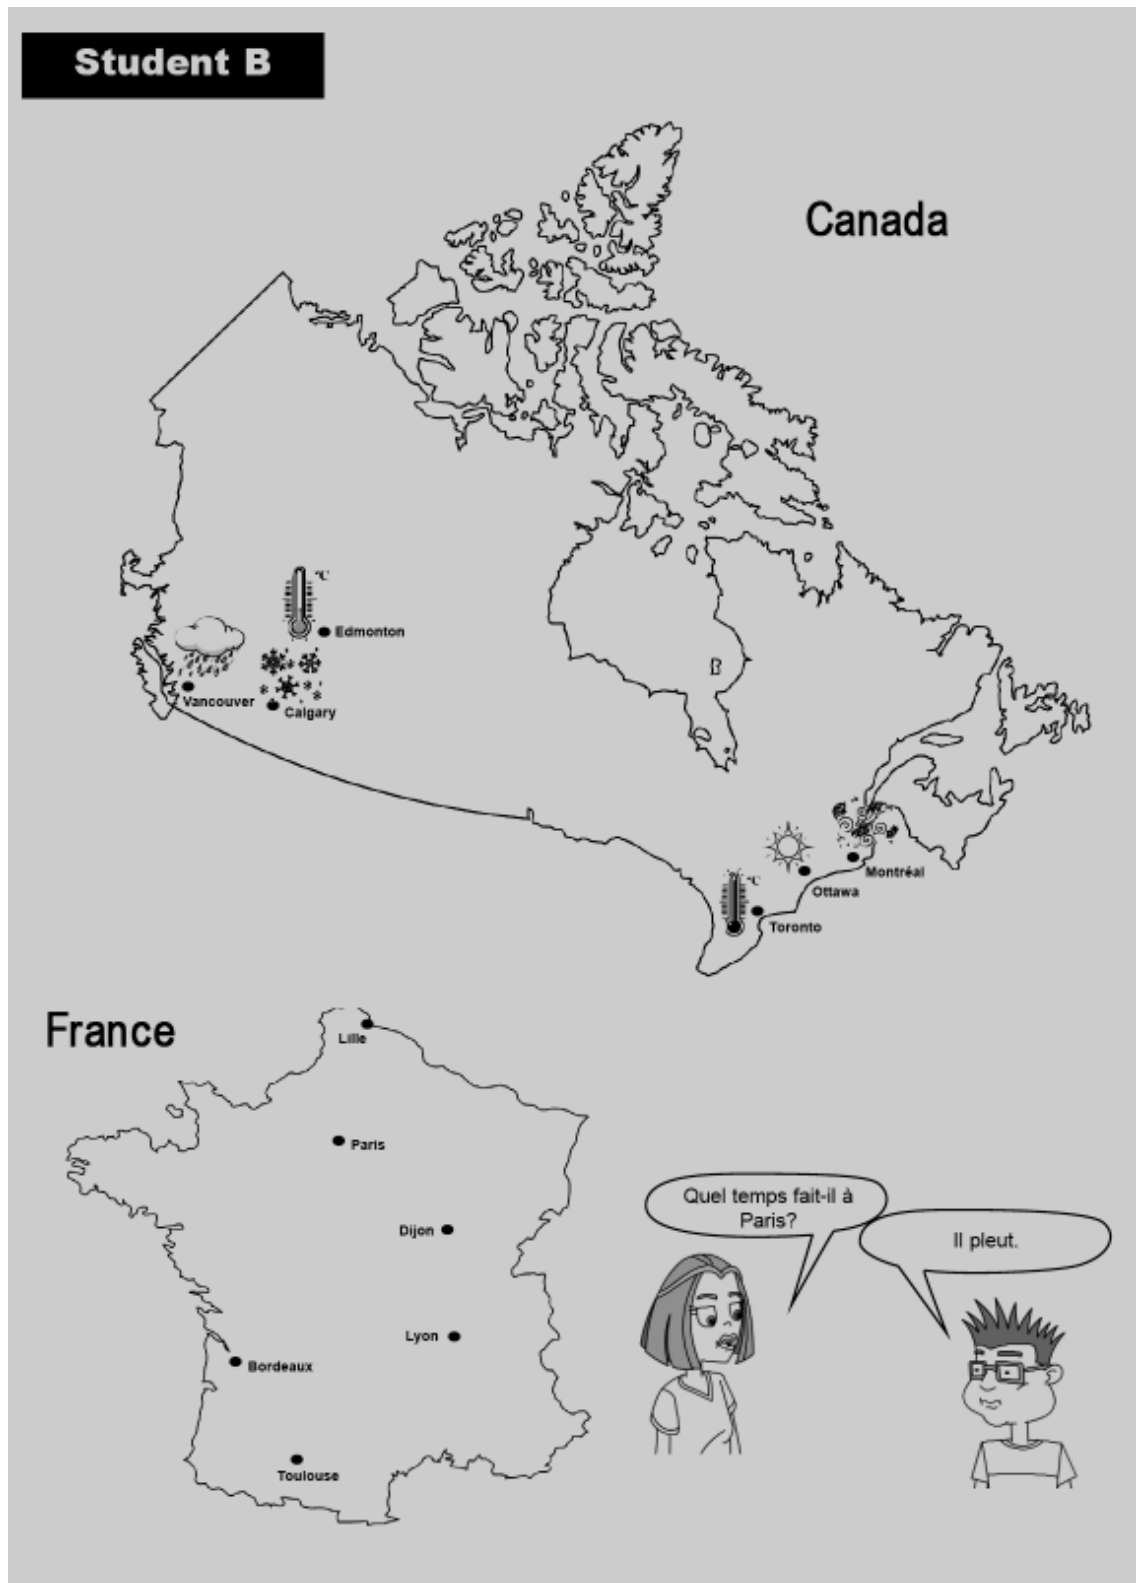 Student B
Canada
°C
Edmonton
Vancouver
Calgary
Montréal
Ottawa
°C
Toronto
France
Lille
Paris
Dijon
Lyon
Bordeaux
Toulouse
Quel temps fait-il à
Paris?
Il pleut.